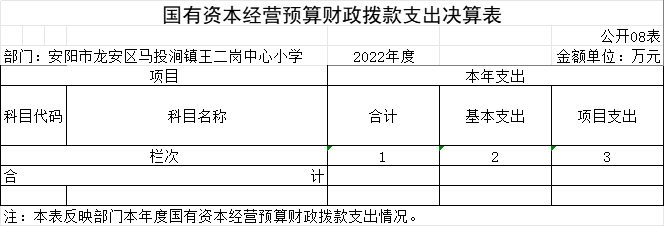 国有资本经营预算财政拨款支出决算表
公开08表
部门：安阳市龙安区马投涧镇王二岗中心小学 2022年度 金额单位：万元
项目 本年支出
科目代码 科目名称 合计 基本支出 项目支出
栏次 1 2 3
合计
注：本表反映部门本年度国有资本经营预算财政拨款支出情况。